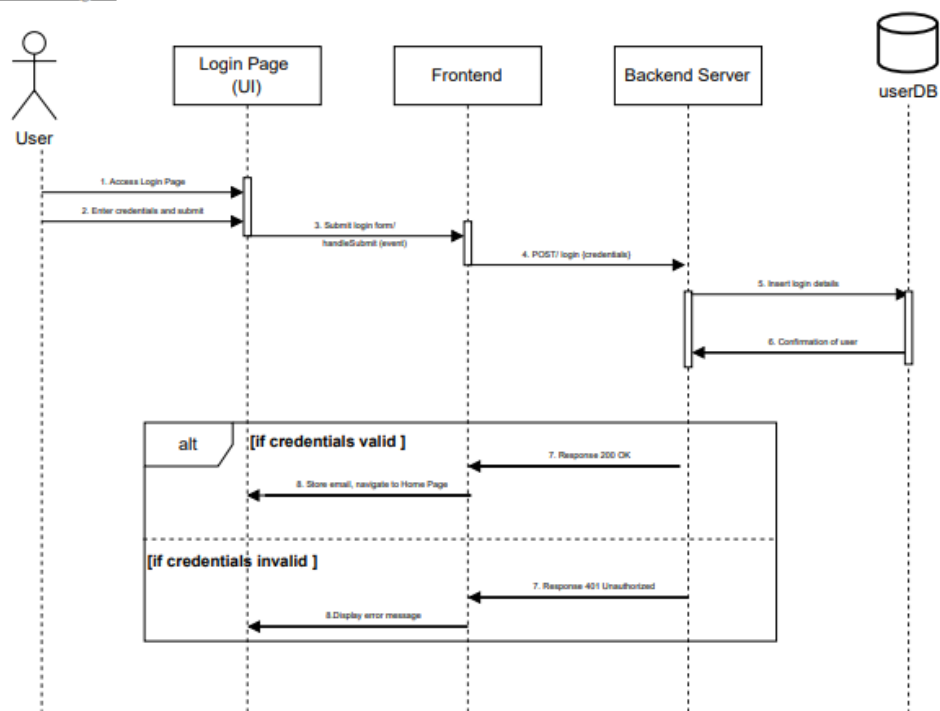 User
Login Page
(UI)
Frontend
Backend Server
userDB
1. Access Login Page
2. Enter credentials and submit
3. Submit login form/
handleSubmit (event)
4. POST/ login {credentials}
5. Insert login details
6. Confirmation of user
alt
[if credentials valid ]
7. Response 200 OK
8. Store email, navigate to Home Page
[if credentials invalid ]
7. Response 401 Unauthorized
8.Display error message